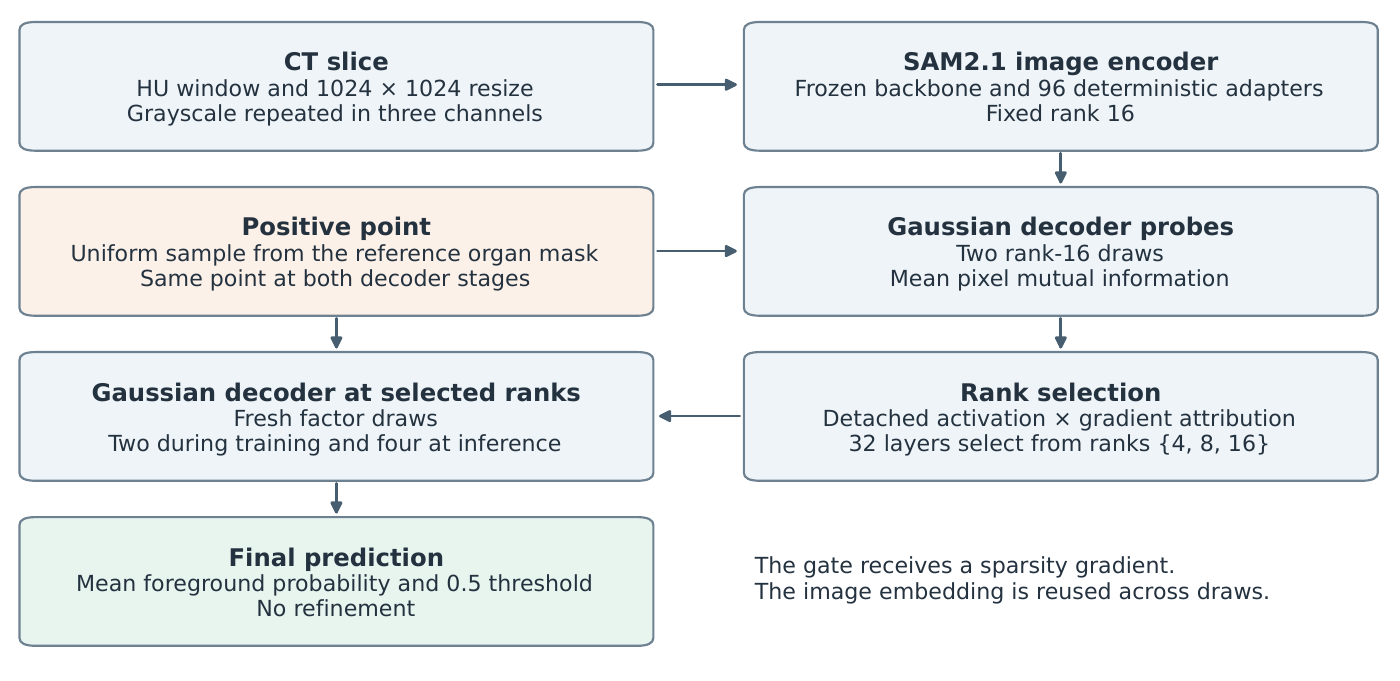 CT slice
HU window and 1024 × 1024 resize
Grayscale repeated in three channels
SAM2.1 image encoder
Frozen backbone and 96 deterministic adapters
Fixed rank 16
Positive point
Uniform sample from the reference organ mask
Same point at both decoder stages
Gaussian decoder probes
Two rank-16 draws
Mean pixel mutual information
Gaussian decoder at selected ranks
Fresh factor draws
Two during training and four at inference
Rank selection
Detached activation × gradient attribution
32 layers select from ranks {4, 8, 16}
Final prediction
Mean foreground probability and 0.5 threshold
No refinement
The gate receives a sparsity gradient.
The image embedding is reused across draws.